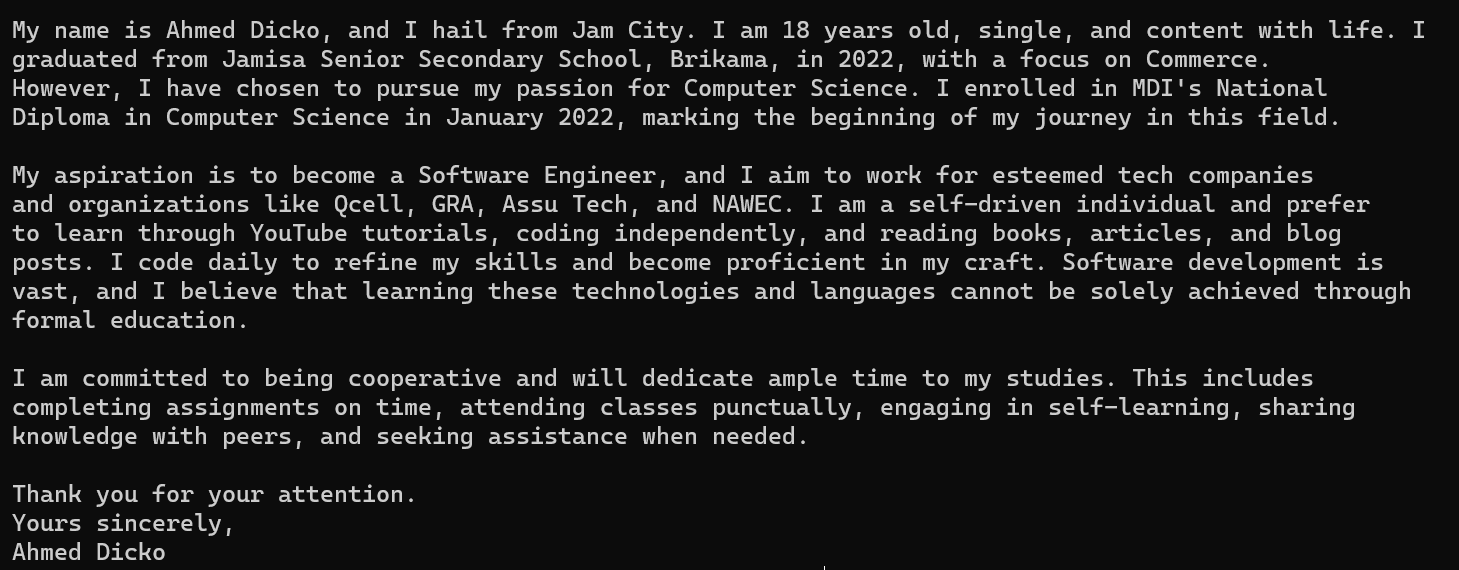 My name is Ahmed Dicko, and I hail from Jam City. I am 18 years old, single, and content with life. I
graduated from Jamisa Senior Secondary School, Brikama, in 2022, with a focus on Commerce.
However, I have chosen to pursue my passion for Computer Science. I enrolled in MDI's National
Diploma in Computer Science in January 2022, marking the beginning of my journey in this field.

My aspiration is to become a Software Engineer, and I aim to work for esteemed tech companies
and organizations like Qcell, GRA, Assu Tech, and NAWEC. I am a self-driven individual and prefer
to learn through YouTube tutorials, coding independently, and reading books, articles, and blog
posts. I code daily to refine my skills and become proficient in my craft. Software development is
vast, and I believe that learning these technologies and languages cannot be solely achieved through
formal education.

I am committed to being cooperative and will dedicate ample time to my studies. This includes
completing assignments on time, attending classes punctually, engaging in self-learning, sharing
knowledge with peers, and seeking assistance when needed.

Thank you for your attention.
Yours sincerely,
Ahmed Dicko